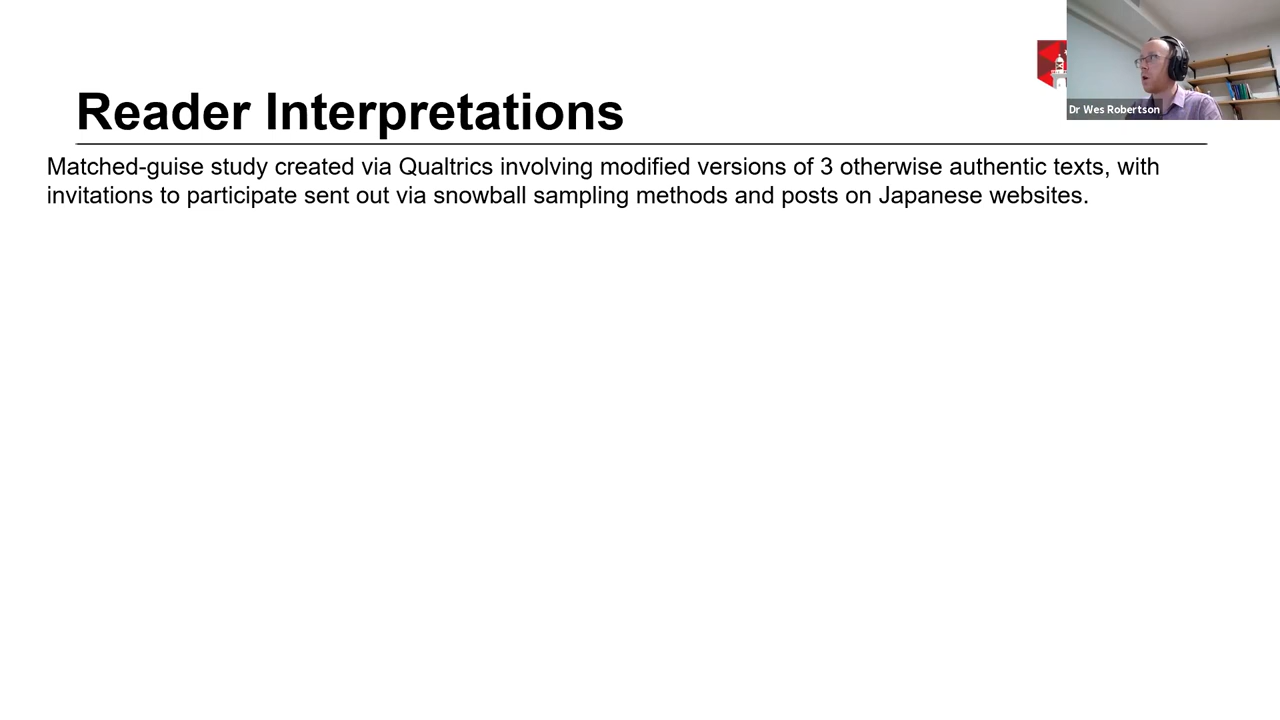 Reader Interpretations
Dr Wes Robertson
Matched-guise study created via Qualtrics involving modified versions of 3 otherwise authentic texts, with
invitations to participate sent out via snowball sampling methods and posts on Japanese websites.